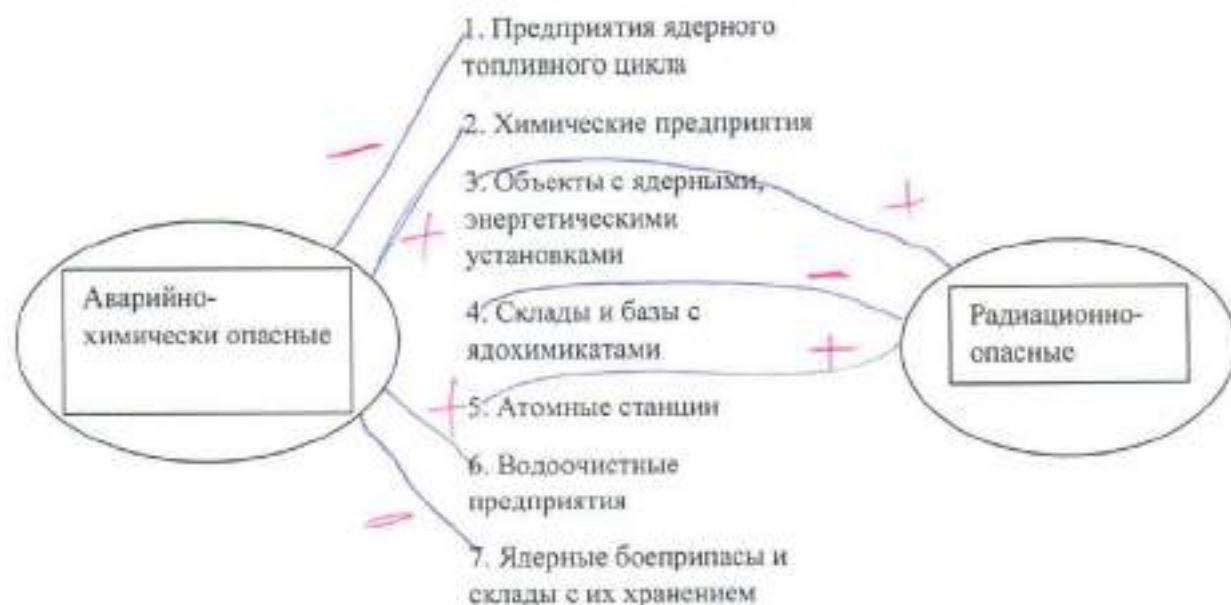 1. Предприятия ядерного
топливного цикла
2. Химические предприятия
3. Объекты с ядерными,
энергетическими
установками
4. Склады и базы с
ядохимикатами
5. Атомные станции
6. Водоочистные
предприятия
7. Ядерные боеприпасы и
склады с их хранением
Аварийно-
химически опасные
Радиационно-
опасные